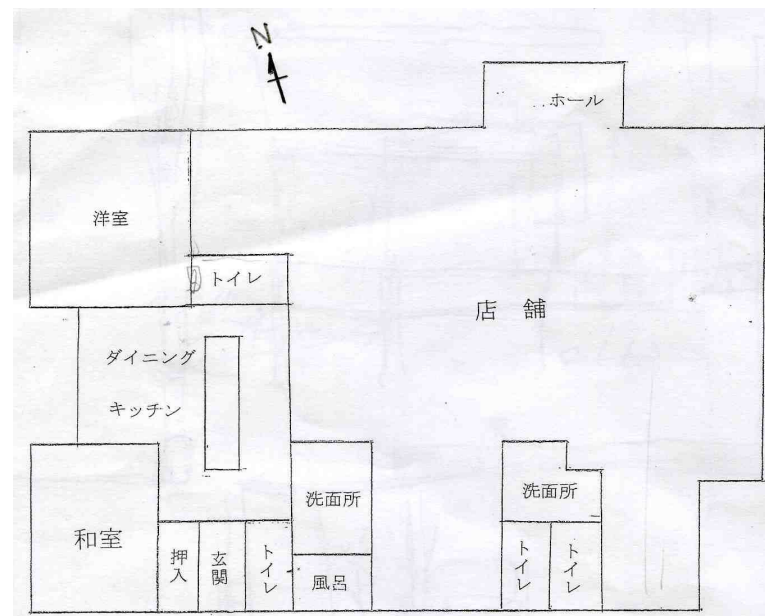 N
ホール
洋室
トイレ
店 舗
ダイニング
キッチン
洗面所
洗面所
和室
押入
玄関
トイレ
風呂
トイレ
トイレ